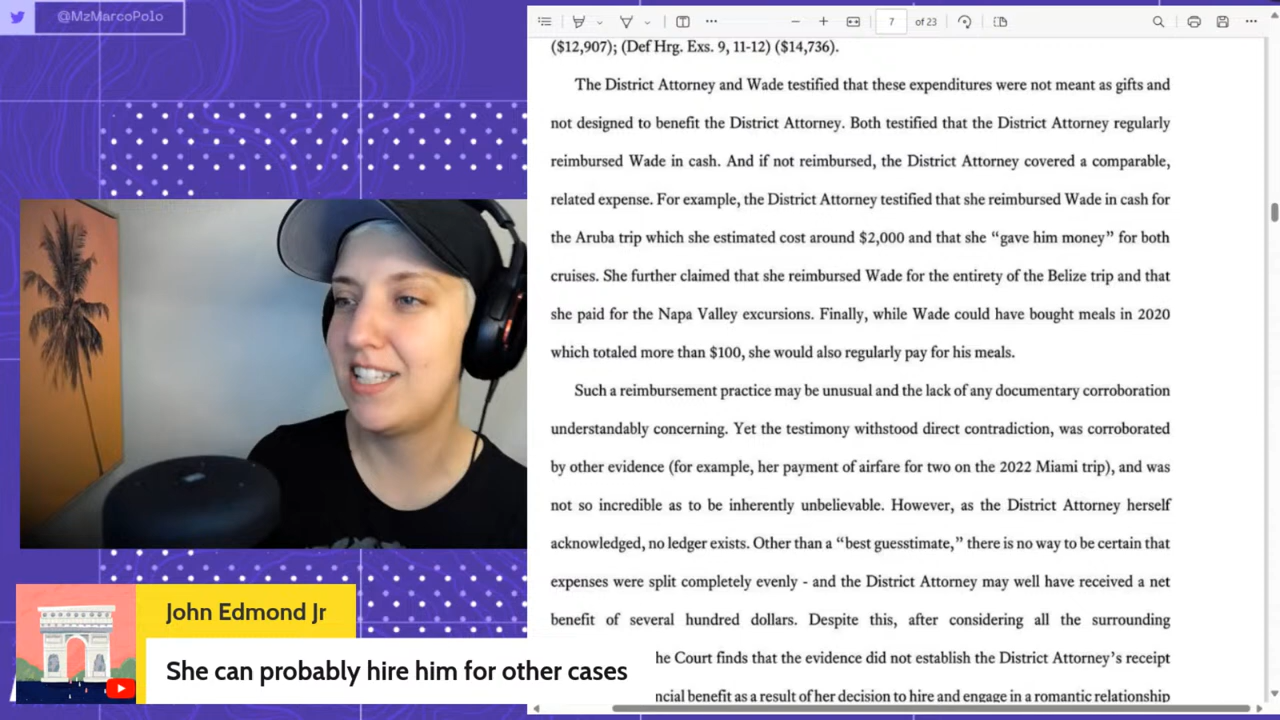 @MzMarcoPolo
7 of 23
($12,907); (Def Hrg. Exs. 9, 11-12) ($14,736).
The District Attorney and Wade testified that these expenditures were not meant as gifts and
not designed to benefit the District Attorney. Both testified that the District Attorney regularly
reimbursed Wade in cash. And if not reimbursed, the District Attorney covered a comparable,
related expense. For example, the District Attorney testified that she reimbursed Wade in cash for
the Aruba trip which she estimated cost around $2,000 and that she “gave him money” for both
cruises. She further claimed that she reimbursed Wade for the entirety of the Belize trip and that
she paid for the Napa Valley excursions. Finally, while Wade could have bought meals in 2020
which totaled more than $100, she would also regularly pay for his meals.
Such a reimbursement practice may be unusual and the lack of any documentary corroboration
understandably concerning. Yet the testimony withstood direct contradiction, was corroborated
by other evidence (for example, her payment of airfare for two on the 2022 Miami trip), and was
not so incredible as to be inherently unbelievable. However, as the District Attorney herself
acknowledged, no ledger exists. Other than a “best guesstimate,” there is no way to be certain that
expenses were split completely evenly - and the District Attorney may well have received a net
benefit of several hundred dollars. Despite this, after considering all the surrounding
he Court finds that the evidence did not establish the District Attorney’s receipt
ncial benefit as a result of her decision to hire and engage in a romantic relationship
John Edmond Jr
She can probably hire him for other cases